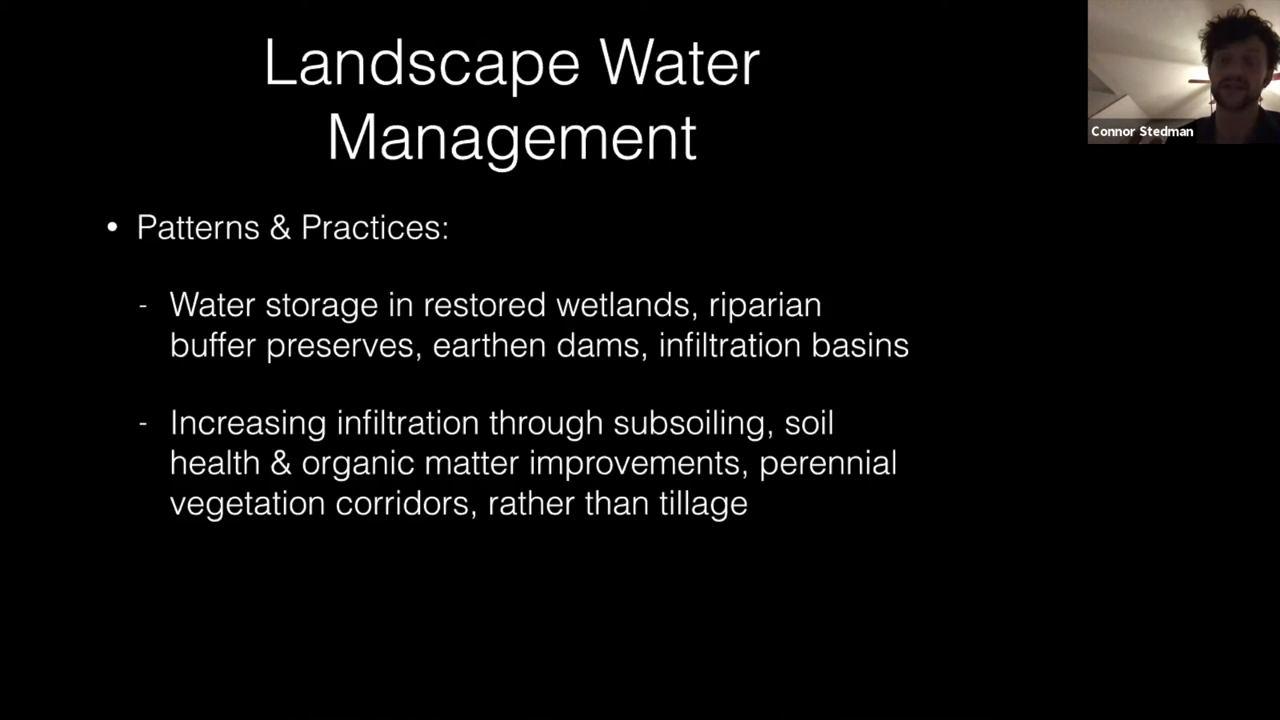 Landscape Water
Management
Connor Stedman
• Patterns & Practices:
- Water storage in restored wetlands, riparian
buffer preserves, earthen dams, infiltration basins
- Increasing infiltration through subsoiling, soil
health & organic matter improvements, perennial
vegetation corridors, rather than tillage